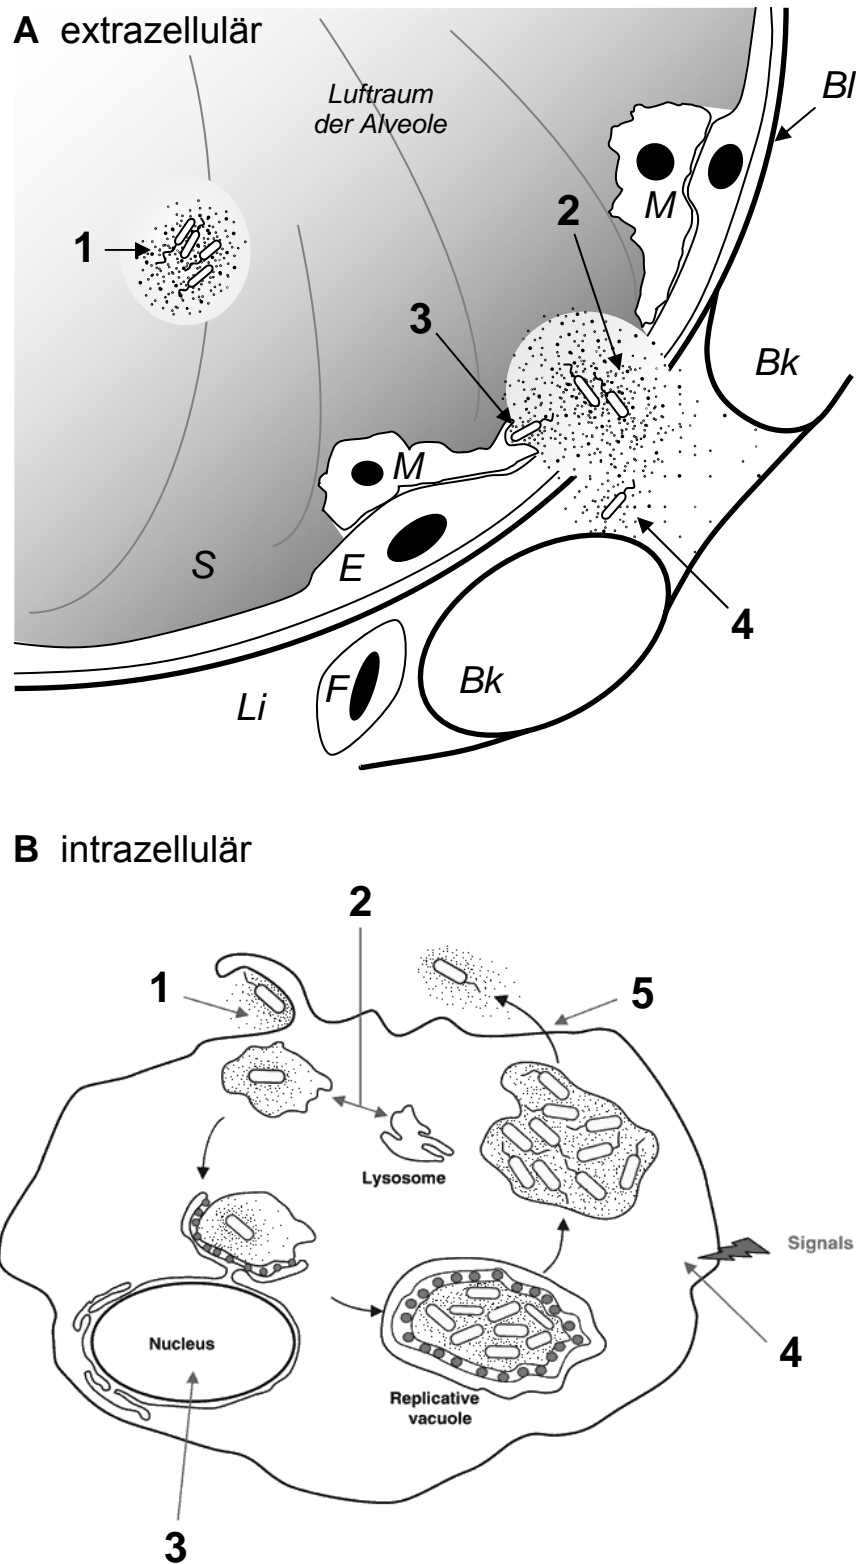 A extrazellulär
Luftraum
der Alveole
Bl
M
2
1
3
Bk
M
S
E
4
F
Bk
Li
B intrazellulär
2
1
5
Lysosome
Signals
Nucleus
4
Replicative
vacuole
3